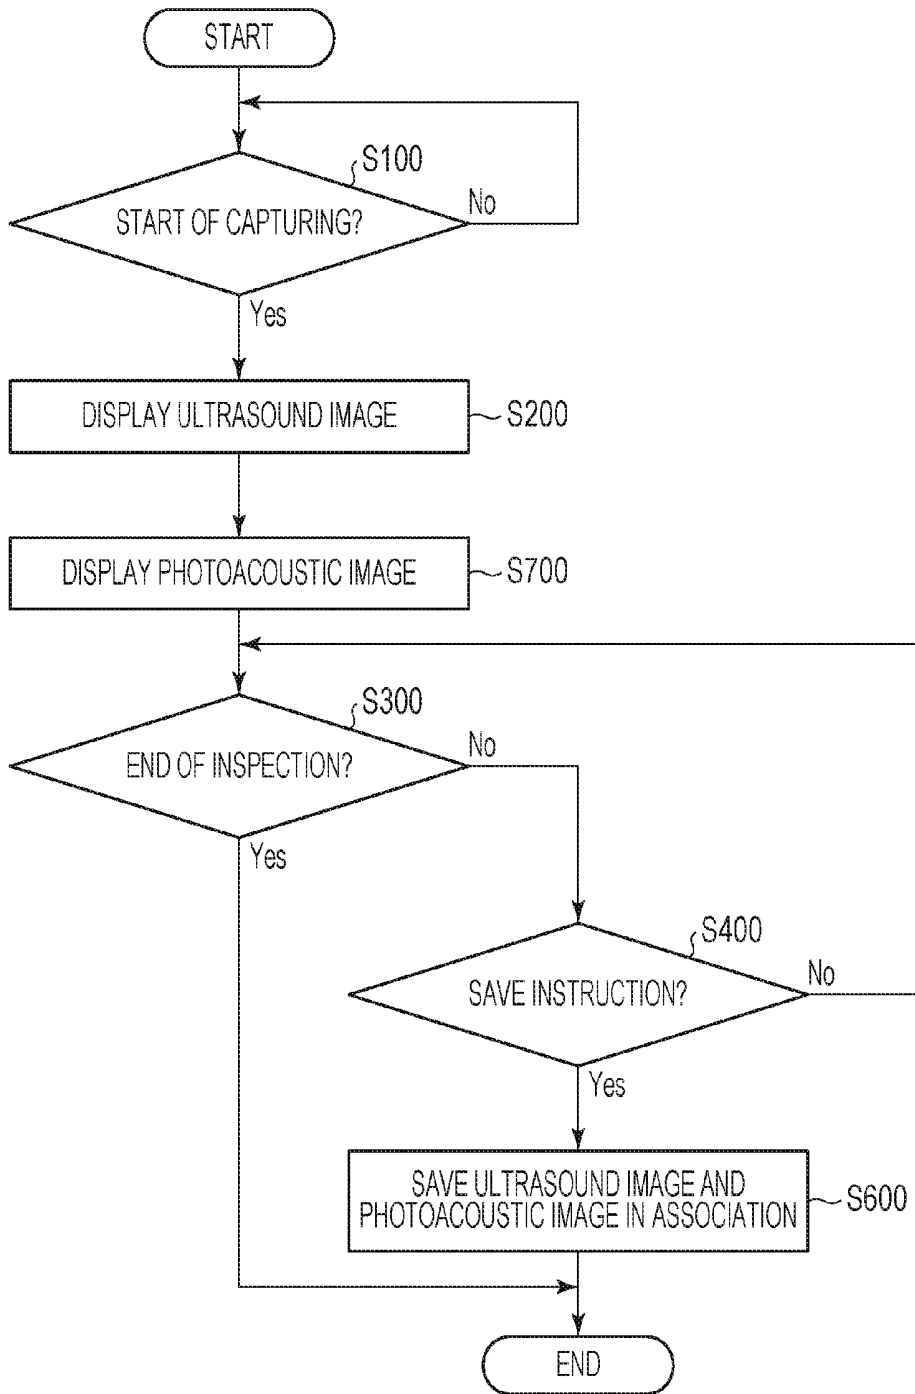 START
S100
START OF CAPTURING?
No
Yes
DISPLAY ULTRASOUND IMAGE
S200
DISPLAY PHOTOACOUSTIC IMAGE
S700
S300
END OF INSPECTION?
No
Yes
S400
SAVE INSTRUCTION?
No
Yes
SAVE ULTRASOUND IMAGE AND
PHOTOACOUSTIC IMAGE IN ASSOCIATION
S600
END